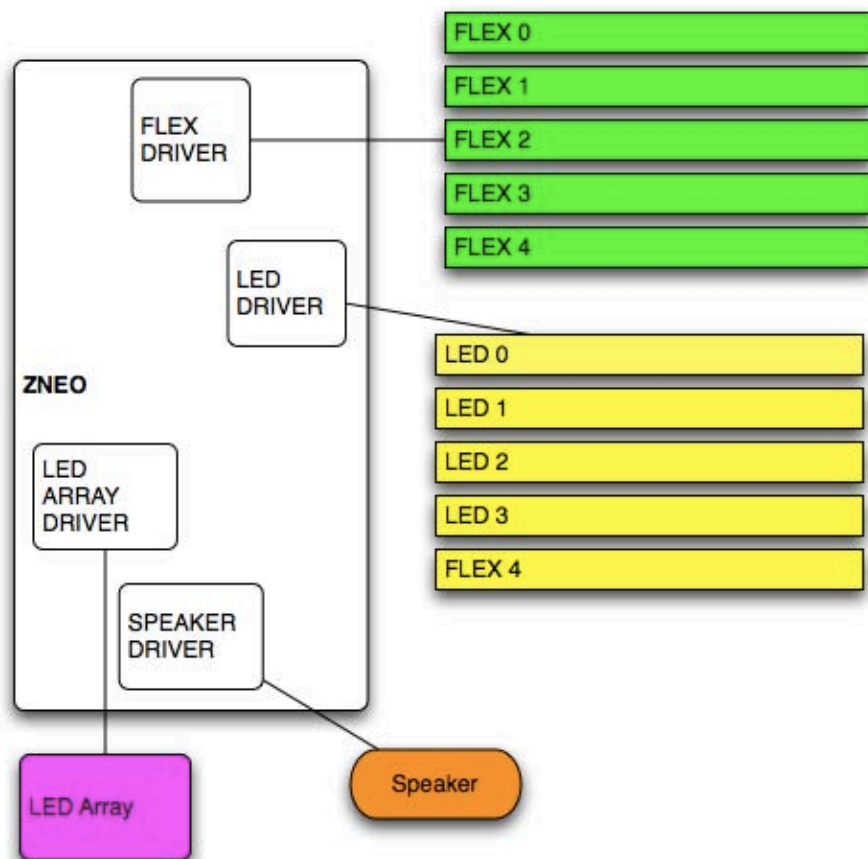 FLEX 0
FLEX 1
FLEX
DRIVER
FLEX 2
FLEX 3
FLEX 4
LED
DRIVER
LED 0
ZNEO
LED 1
LED 2
LED
ARRAY
DRIVER
LED 3
FLEX 4
SPEAKER
DRIVER
LED Array
Speaker